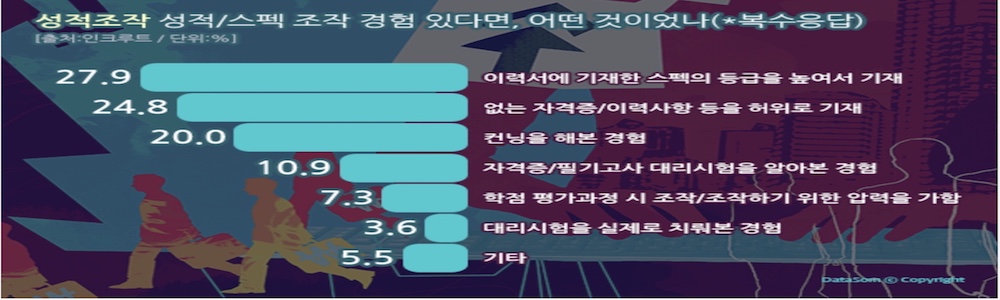 성적조작 성적/스펙 조작 경험 있다면, 어떤 것이었나(*복수응답)
[출처:인크루트 / 단위:%]
27.9 이력서에 기재한 스펙의 등급을 높여서 기재
24.8 없는 자격증/이력사항 등을 허위로 기재
20.0 컨닝을 해본 경험
10.9 자격증/필기고사 대리시험을 알아본 경험
7.3 학점 평가과정 시 조작/조작하기 위한 압력을 가함
3.6 대리시험을 실제로 치뤄본 경험
5.5 기타
DataSom ⓒ Copyright